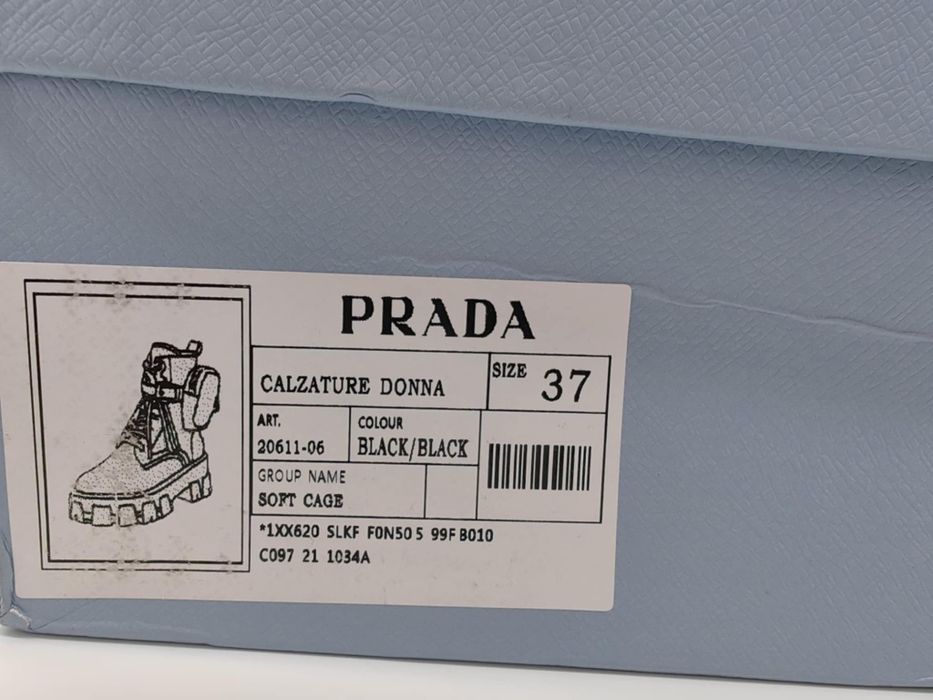 PRADA
CALZATURE DONNA
SIZE 37
ART.
20611-06
COLOUR
BLACK/BLACK
GROUP NAME
SOFT CAGE
*1XX620 SLKF F0N50 5 99F B010
C097 21 1034A